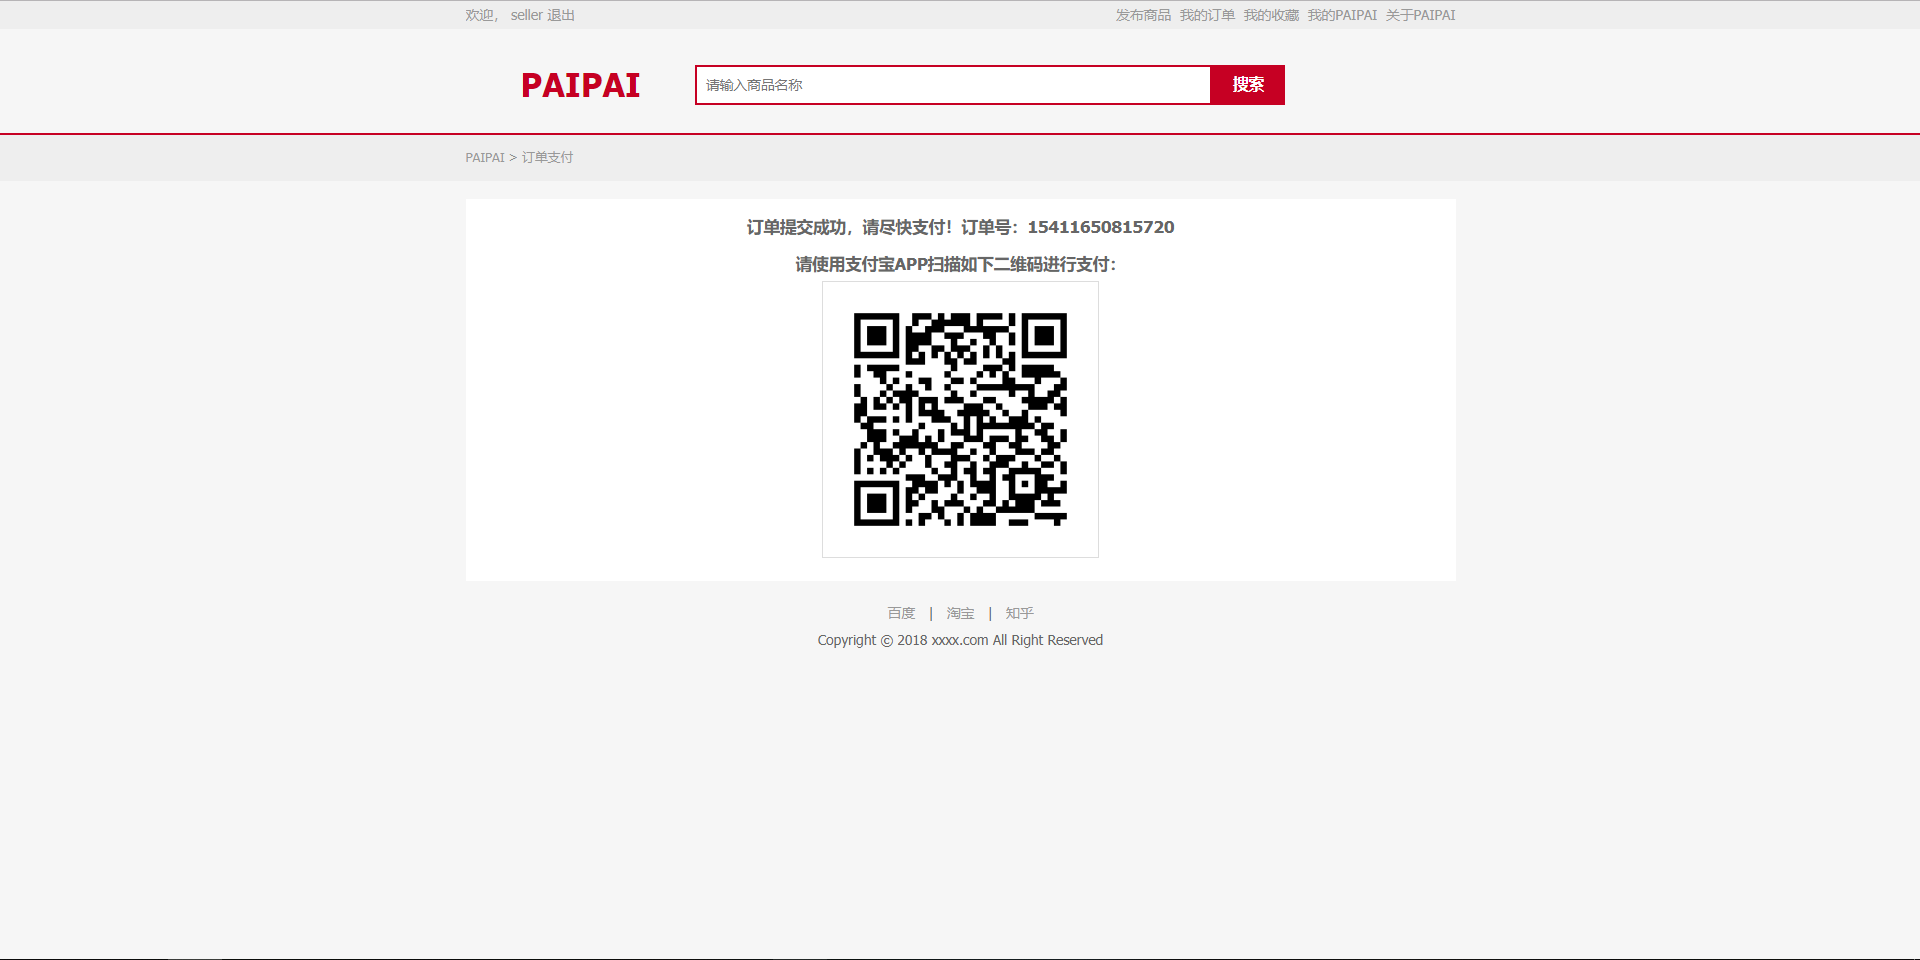 欢迎， seller 退出
发布商品 我的订单 我的收藏 我的PAIPAI 关于PAIPAI
PAIPAI
请输入商品名称
搜索
PAIPAI > 订单支付
订单提交成功，请尽快支付！订单号：15411650815720
请使用支付宝APP扫描如下二维码进行支付：
百度 | 淘宝 | 知乎
Copyright © 2018 xxxx.com All Right Reserved